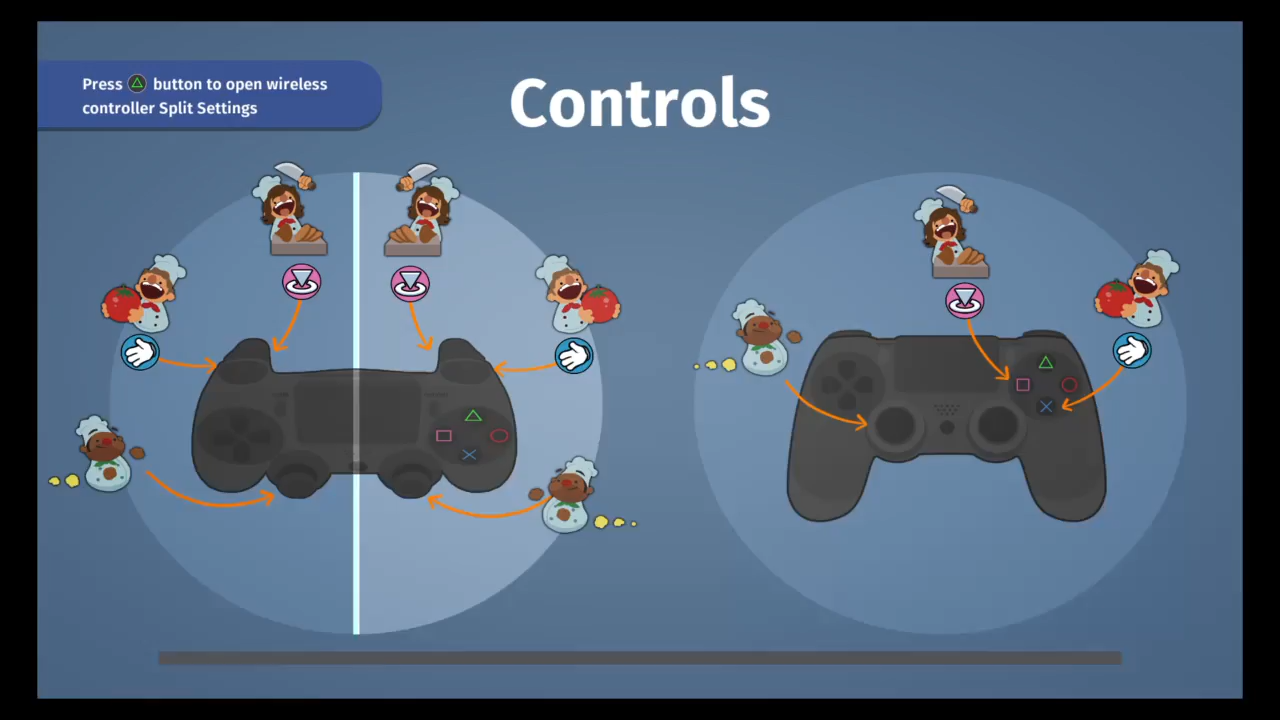 Press button to open wireless
controller Split Settings
Controls